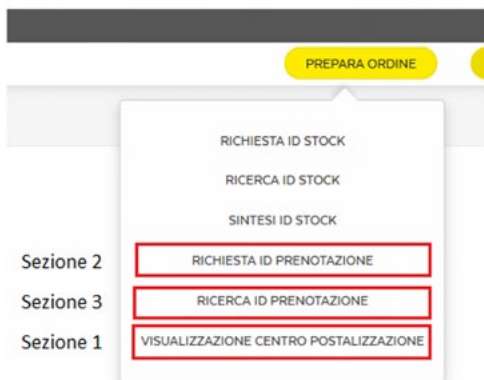 PREPARA ORDINE
RICHIESTA ID STOCK
RICERCA ID STOCK
SINTESI ID STOCK
Sezione 2 RICHIESTA ID PRENOTAZIONE
Sezione 3 RICERCA ID PRENOTAZIONE
Sezione 1 VISUALIZZAZIONE CENTRO POSTALIZZAZIONE